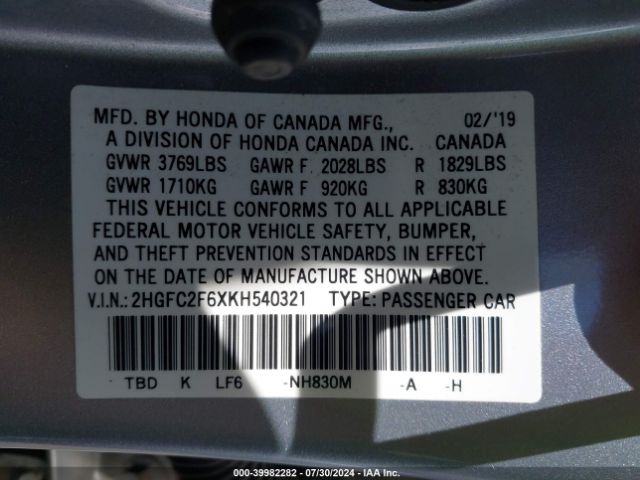 MFD. BY HONDA OF CANADA MFG., 02/'19
A DIVISION OF HONDA CANADA INC. CANADA
GVWR 3769LBS GAWR F 2028LBS R 1829LBS
GVWR 1710KG GAWR F 920KG R 830KG
THIS VEHICLE CONFORMS TO ALL APPLICABLE
FEDERAL MOTOR VEHICLE SAFETY, BUMPER,
AND THEFT PREVENTION STANDARDS IN EFFECT
ON THE DATE OF MANUFACTURE SHOWN ABOVE.
V.I.N.: 2HGFC2F6XKH540321 TYPE: PASSENGER CAR
TBD K LF6 -NH830M -A -H
000-39982282 / 07/30/2024 - IAA Inc.